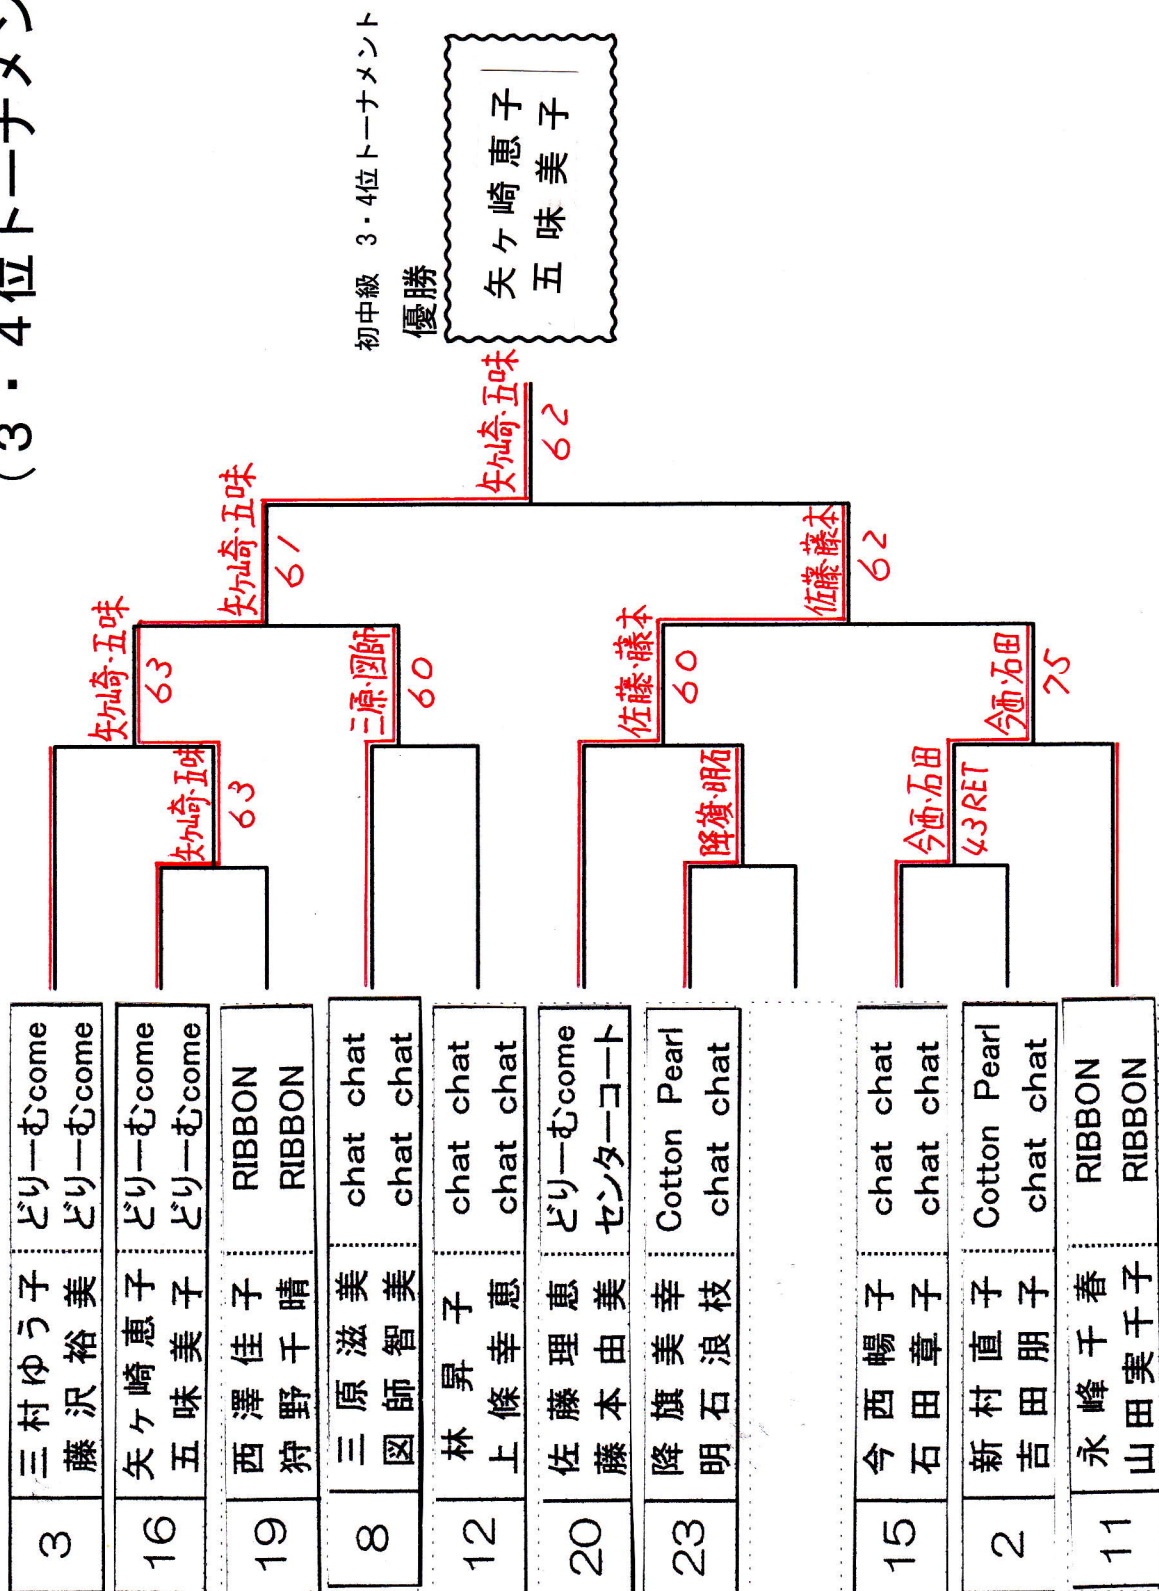 （3・4位トーナメン
初中級 3・4位トーナメント
優勝
矢ケ崎恵子
五味美子
3 三村ゆう子 どりーむcome
藤沢裕美 どりーむcome
16 矢ケ崎恵子 どりーむcome
五味美子 どりーむcome
19 西澤佳子 RIBBON
狩野千晴 RIBBON
8 三原滋美 chat chat
図師智美 chat chat
12 林昇子 chat chat
上條幸恵 chat chat
20 佐藤理恵 どりーむcome
藤本由美 センターコート
23 降旗美幸 Cotton Pearl
明石浪枝 chat chat
15 今西暢子 chat chat
石田章子 chat chat
2 新村直子 Cotton Pearl
吉田朋子 chat chat
11 永峰千春 RIBBON
山田実千子 RIBBON
矢ケ崎・五味
63
降旗・明石
今西・石田
43RET
矢ケ崎・五味
63
三原・図師
60
佐藤・藤本
60
今西・石田
75
矢ケ崎・五味
61
佐藤・藤本
62
矢ケ崎・五味
62